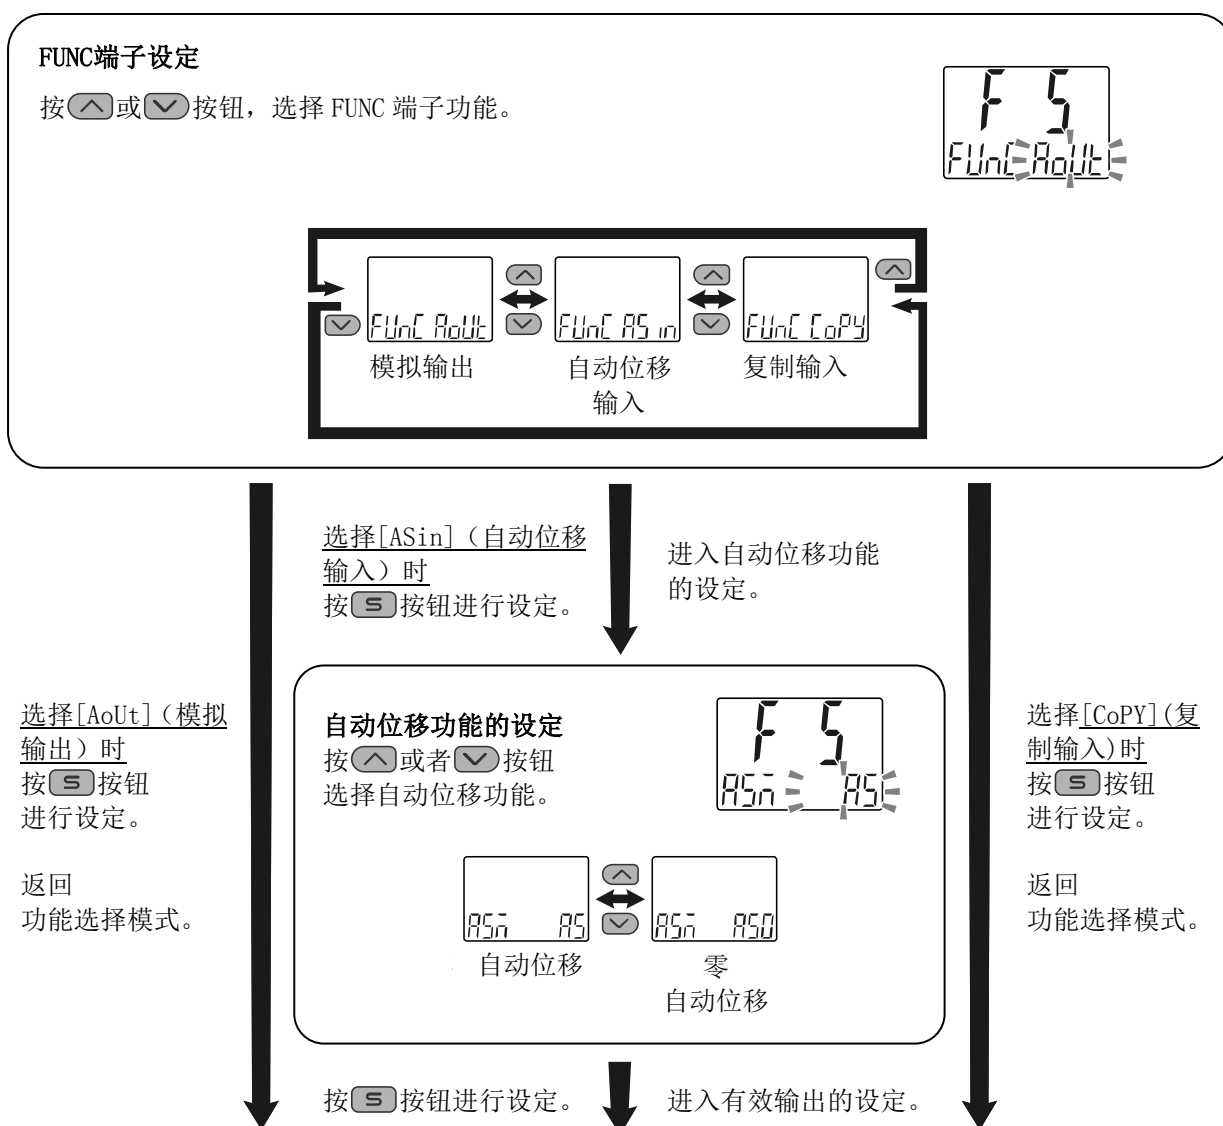 FUNC端子设定
按或按钮，选择 FUNC 端子功能。
F 5
FUnC AoUt
FUnC AoUt
FUnC ASin
FUnC CoPY
模拟输出
自动位移
输入
复制输入
选择[ASin]（自动位移
输入）时
按S按钮进行设定。
进入自动位移功能
的设定。
选择[AoUt]（模拟
输出）时
按S按钮
进行设定。
返回
功能选择模式。
自动位移功能的设定
按或者按钮
选择自动位移功能。
F 5
ASm AS
ASm AS
ASm AS0
自动位移
零
自动位移
选择[CoPY](复
制输入)时
按S按钮
进行设定。
返回
功能选择模式。
按S按钮进行设定。
进入有效输出的设定。